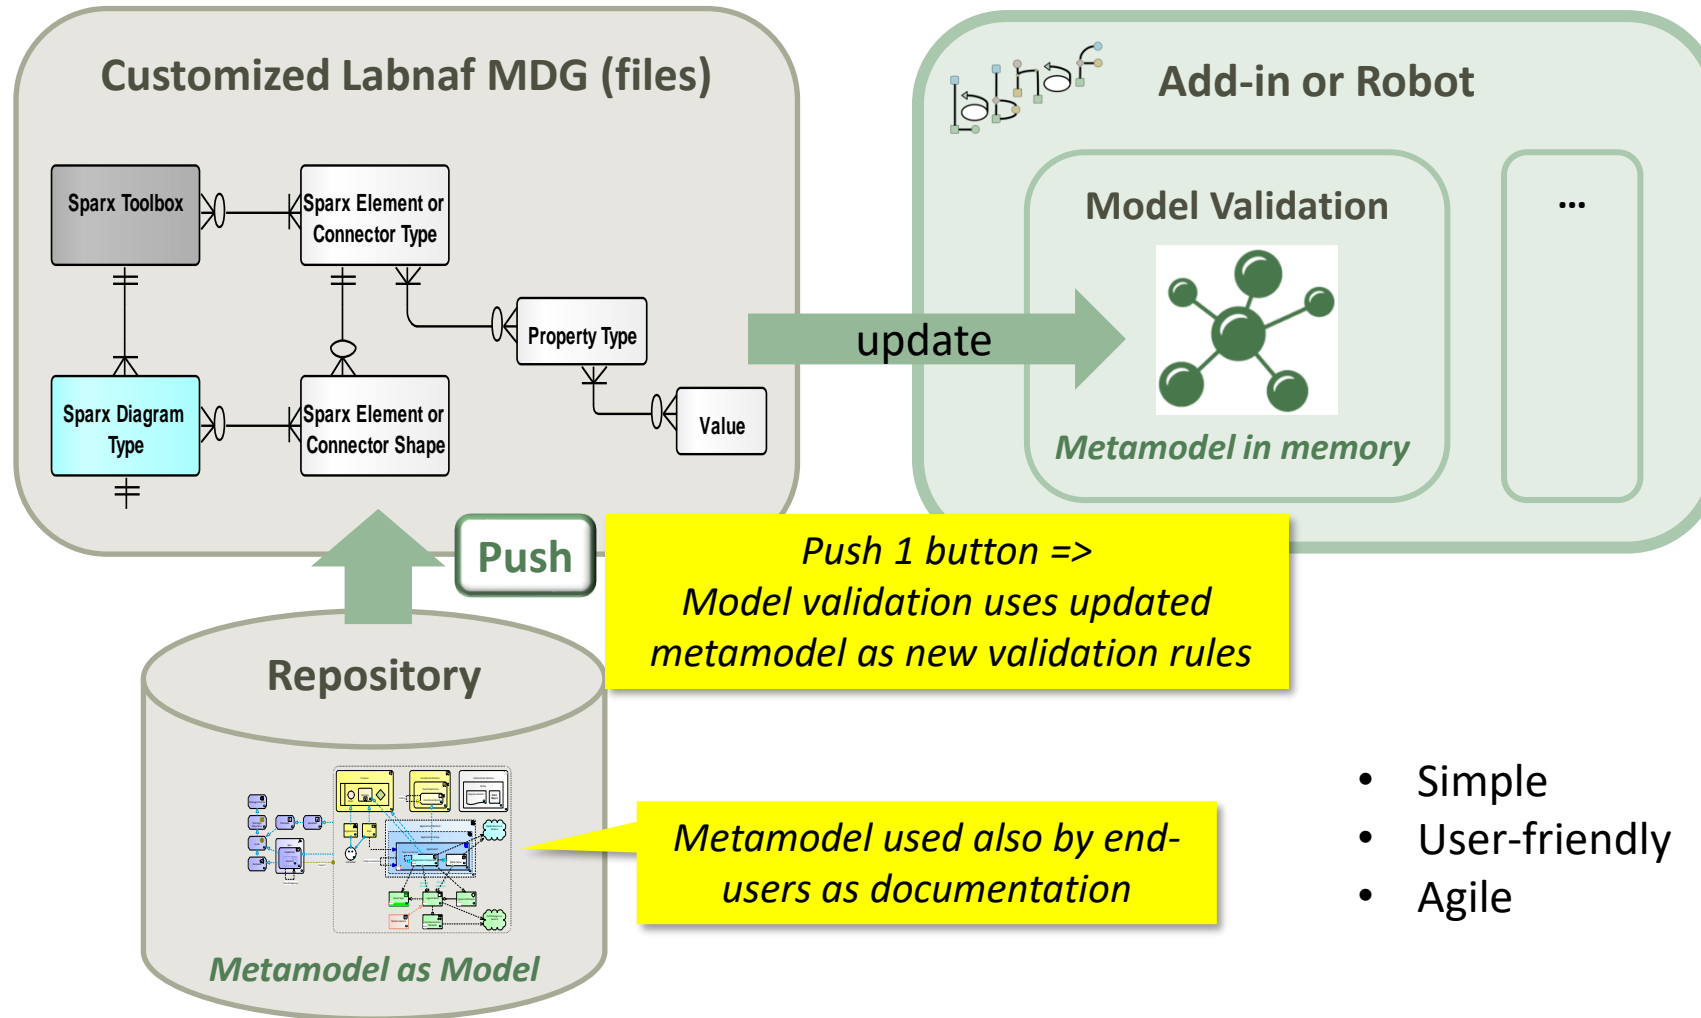 Customized Labnaf MDG (files)
Sparx Toolbox
Sparx Element or
Connector Type
Property Type
Value
Sparx Diagram
Type
Sparx Element or
Connector Shape
labnaf
Add-in or Robot
Model Validation
Metamodel in memory
...
update
Push
Push 1 button =>
Model validation uses updated
metamodel as new validation rules
Repository
Metamodel as Model
Metamodel used also by end-
users as documentation
• Simple
• User-friendly
• Agile